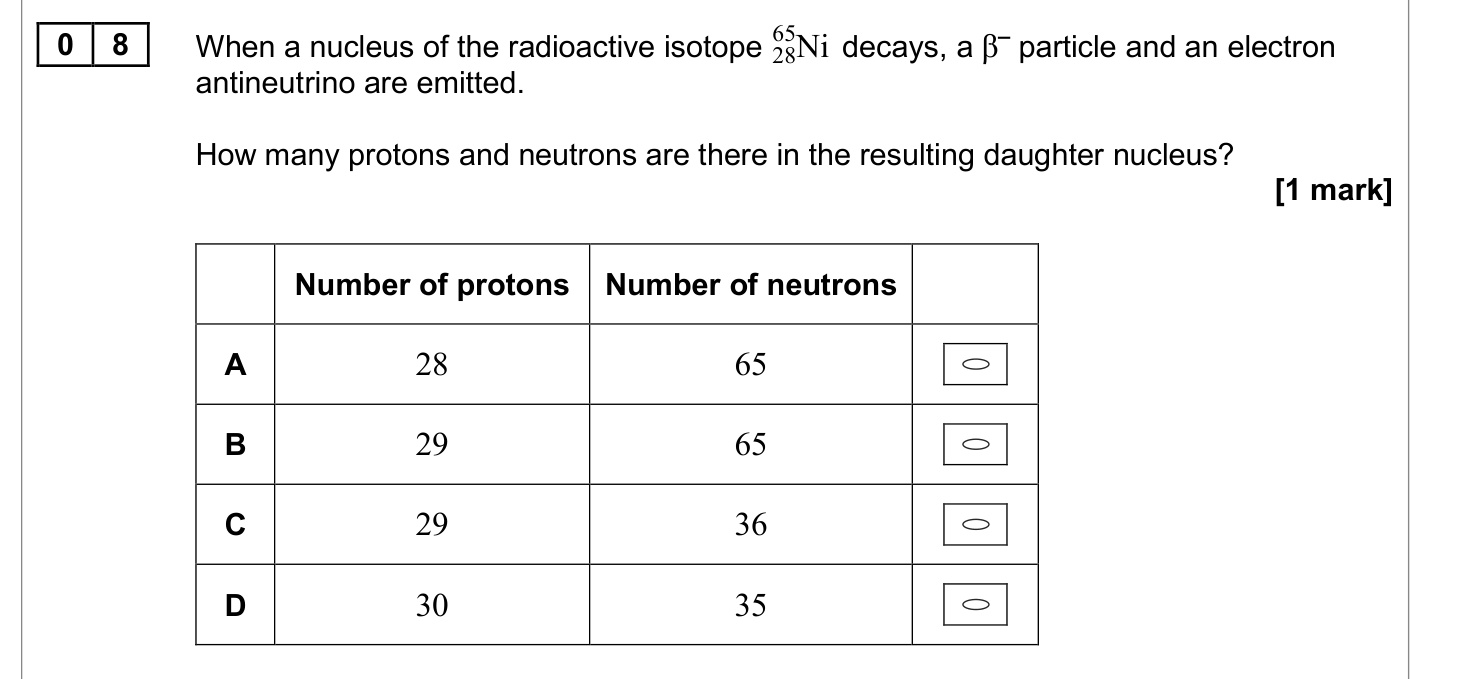 0 8 When a nucleus of the radioactive isotope ⁶⁵₂₈Ni decays, a β⁻ particle and an electron
antineutrino are emitted.
How many protons and neutrons are there in the resulting daughter nucleus?
[1 mark]
Number of protons Number of neutrons
A 28 65
B 29 65
C 29 36
D 30 35